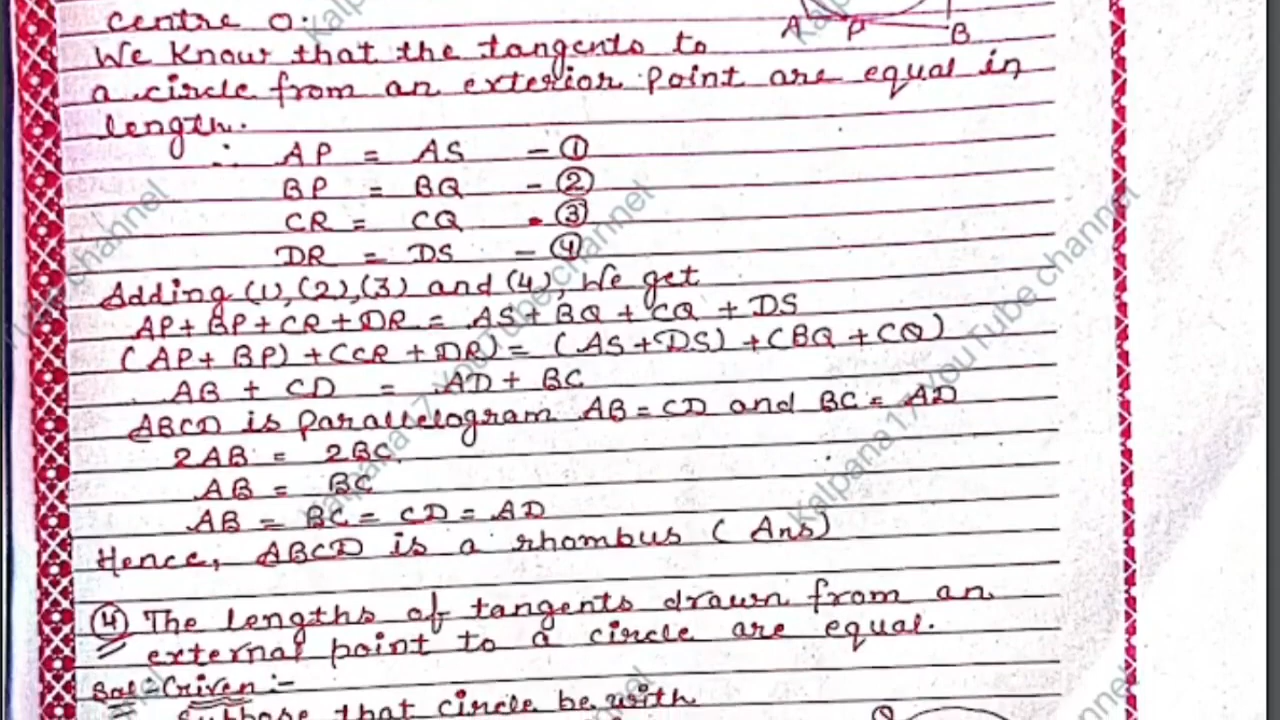 centre O.
A P B
We know that the tangents to
a circle from an exterior point are equal in
length.
∴ AP = AS - ①
BP = BQ - ②
CR = CQ - ③
DR = DS - ④
Adding (1), (2), (3) and (4), we get
AP + BP + CR + DR = AS + BQ + CQ + DS
(AP + BP) + (CR + DR) = (AS + DS) + (BQ + CQ)
AB + CD = AD + BC
ABCD is parallelogram AB = CD and BC = AD
2AB = 2BC
AB = BC
AB = BC = CD = AD
Hence, ABCD is a rhombus (Ans)
④ The lengths of tangents drawn from an
external point to a circle are equal.
Sol = Given :-
Suppose that circle be with
Q
Kalpana 17 YouTube channel